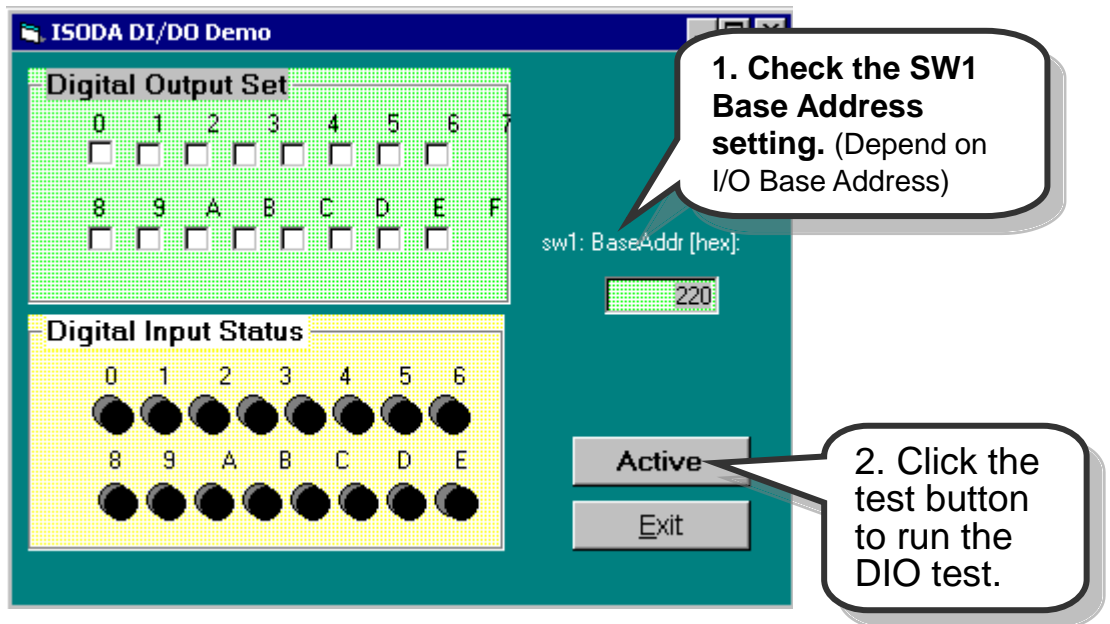 ISODA DI/DO Demo
Digital Output Set
0 1 2 3 4 5 6 7
8 9 A B C D E F
sw1: BaseAddr [hex]:
220
Digital Input Status
0 1 2 3 4 5 6
8 9 A B C D E
Active
Exit
1. Check the SW1
Base Address
setting. (Depend on
I/O Base Address)
2. Click the
test button
to run the
DIO test.